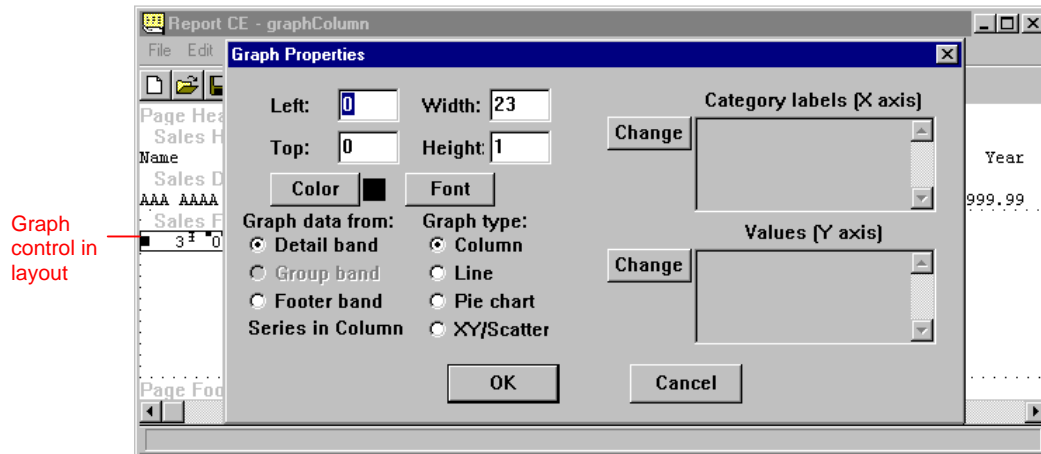 Report CE - graphColumn
File Edit
Graph Properties
Page Hea
Sales H
Name
Year
Sales D
AAA AAAA
999.99
Sales F
3
Page Foo
Left: 0 Width: 23
Top: 0 Height: 1
Color Font
Graph data from: Graph type:
Detail band Column
Group band Line
Footer band Pie chart
Series in Column XY/Scatter
Category labels (X axis)
Change
Values (Y axis)
Change
OK Cancel
Graph
control in
layout